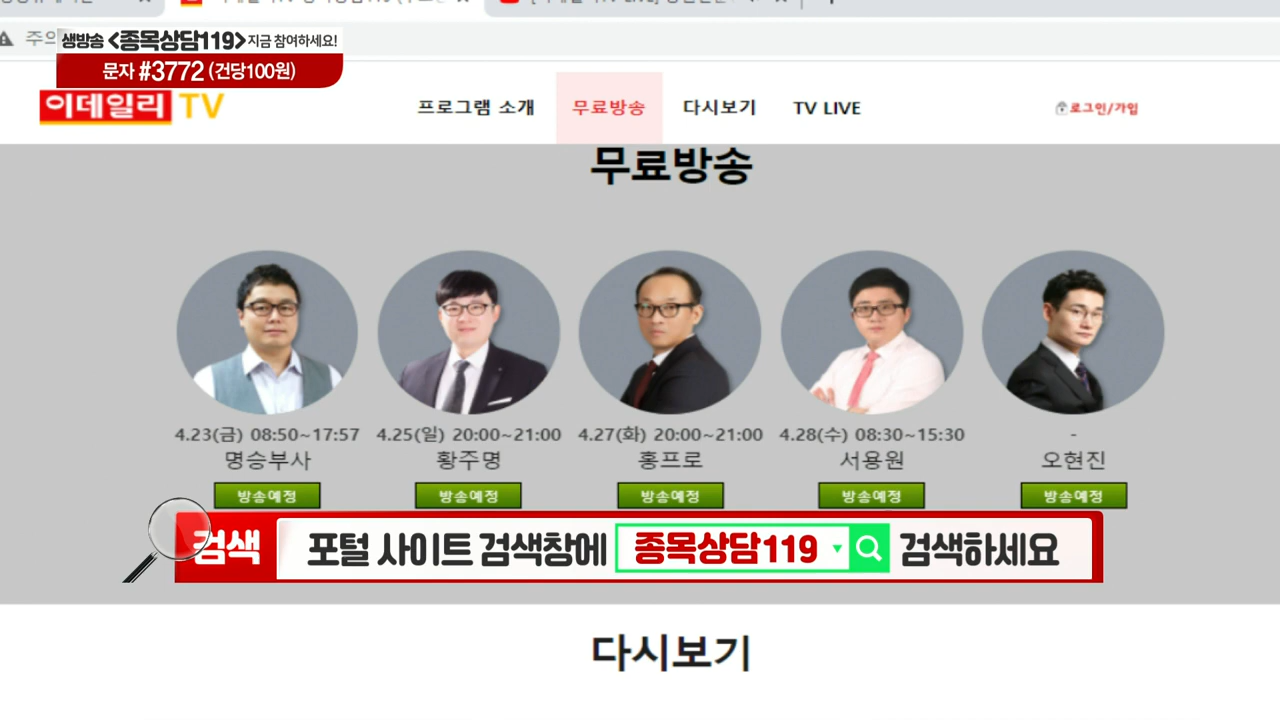 주의
생방송 <종목상담119> 지금 참여하세요!
문자 #3772 (건당100원)
이데일리 TV
프로그램 소개
무료방송
다시보기
TV LIVE
로그인/가입
무료방송
4.23(금) 08:50~17:57
명승부사
방송예정
4.25(일) 20:00~21:00
황주명
방송예정
4.27(화) 20:00~21:00
홍프로
방송예정
4.28(수) 08:30~15:30
서용원
방송예정
-
오현진
방송예정
검색
포털 사이트 검색창에 종목상담119 검색하세요
다시보기